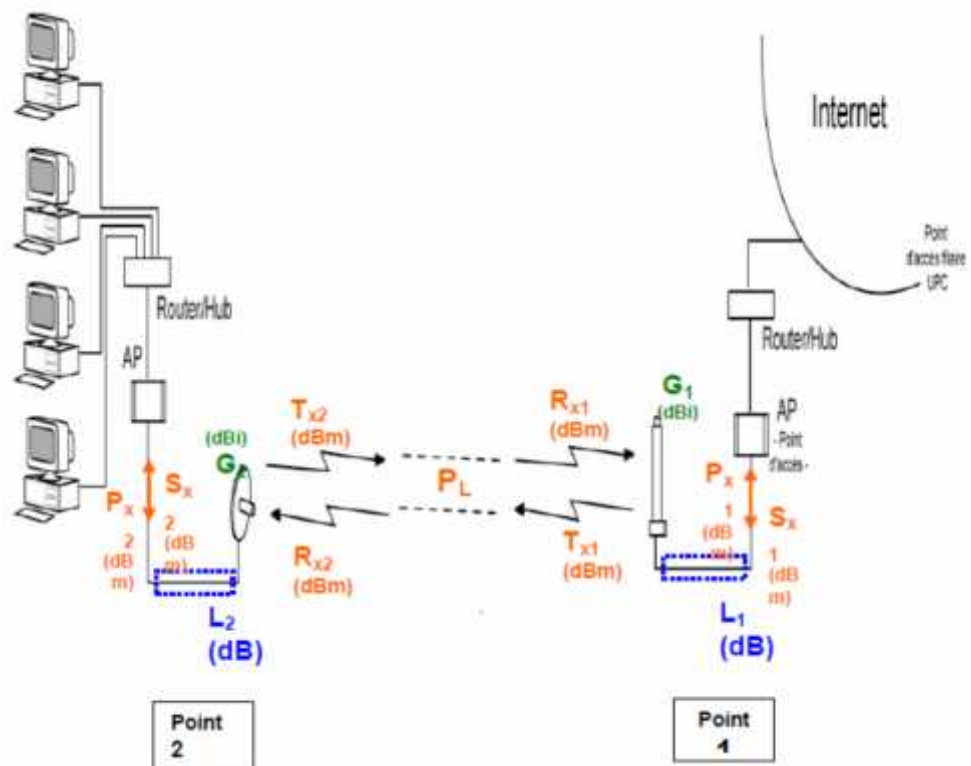 Internet
Point
d'accès filaire
UPC
Router/Hub
Router/Hub
AP
AP
- Point
d'accès -
G1
(dBi)
Tx2
(dBm)
Rx1
(dBm)
(dBi)
G2
PL
Px
Sx
2
(dB
m)
2
(dB
m)
Rx2
(dBm)
Tx1
(dBm)
Px
1
(dB
m)
Sx
1
(dB
m)
L2
(dB)
L1
(dB)
Point
2
Point
1